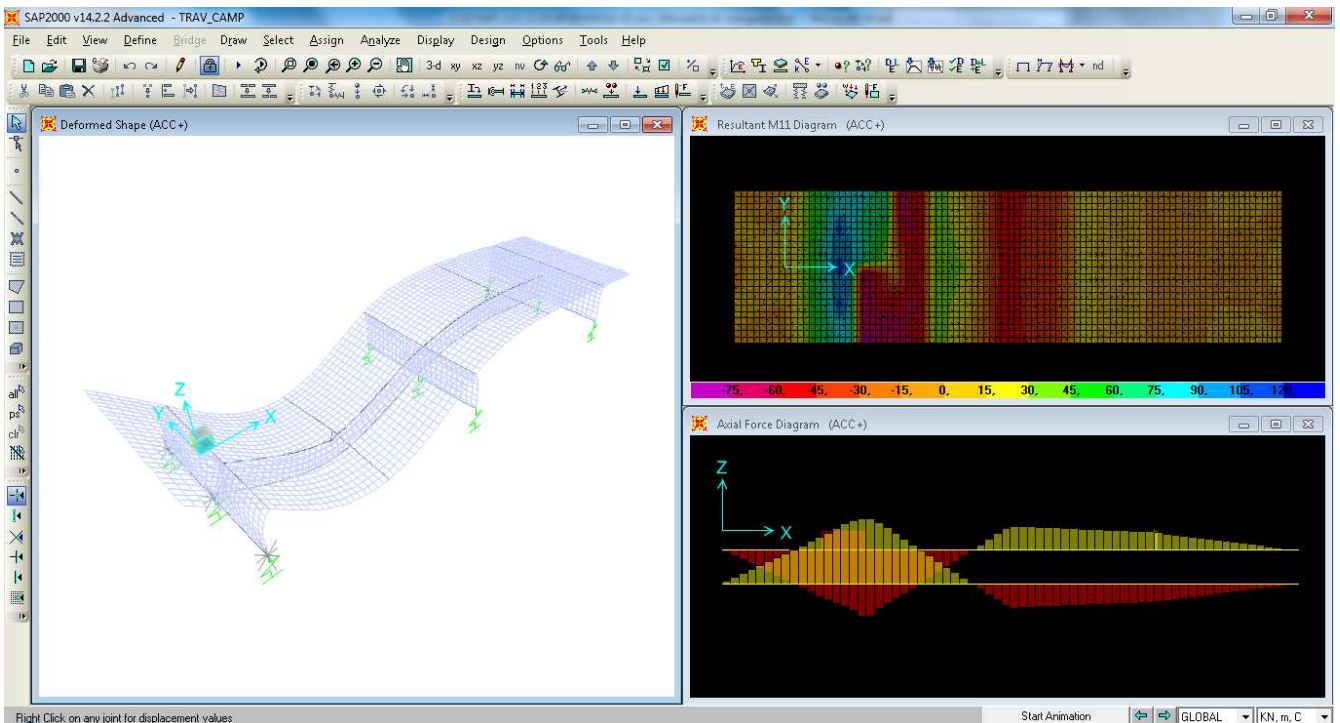 SAP2000 v14.2.2 Advanced - TRAV_CAMP
File Edit View Define Bridge Draw Select Assign Analyze Display Design Options Tools Help
3-d xy xz yz nv
nd
Deformed Shape (ACC+)
Z
Y
X
Resultant M11 Diagram (ACC+)
Y
X
-75, -60, -45, -30, -15, 0, 15, 30, 45, 60, 75, 90, 105, 120
Axial Force Diagram (ACC+)
Z
X
all
ps
clr
Right Click on any joint for displacement values
Start Animation
GLOBAL
KN, m, C